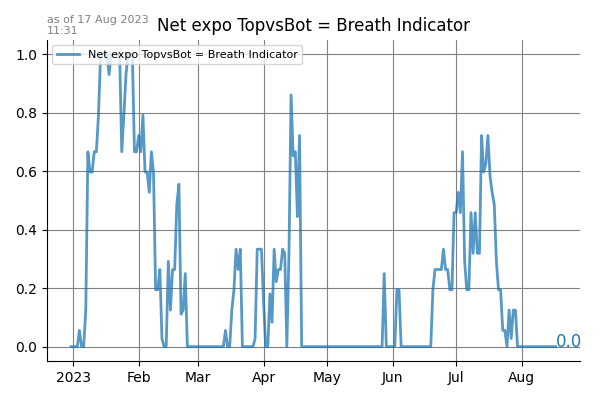 as of 17 Aug 2023
11:31
Net expo TopvsBot = Breath Indicator
Net expo TopvsBot = Breath Indicator
1.0
0.8
0.6
0.4
0.2
0.0
0.0
2023 Feb Mar Apr May Jun Jul Aug